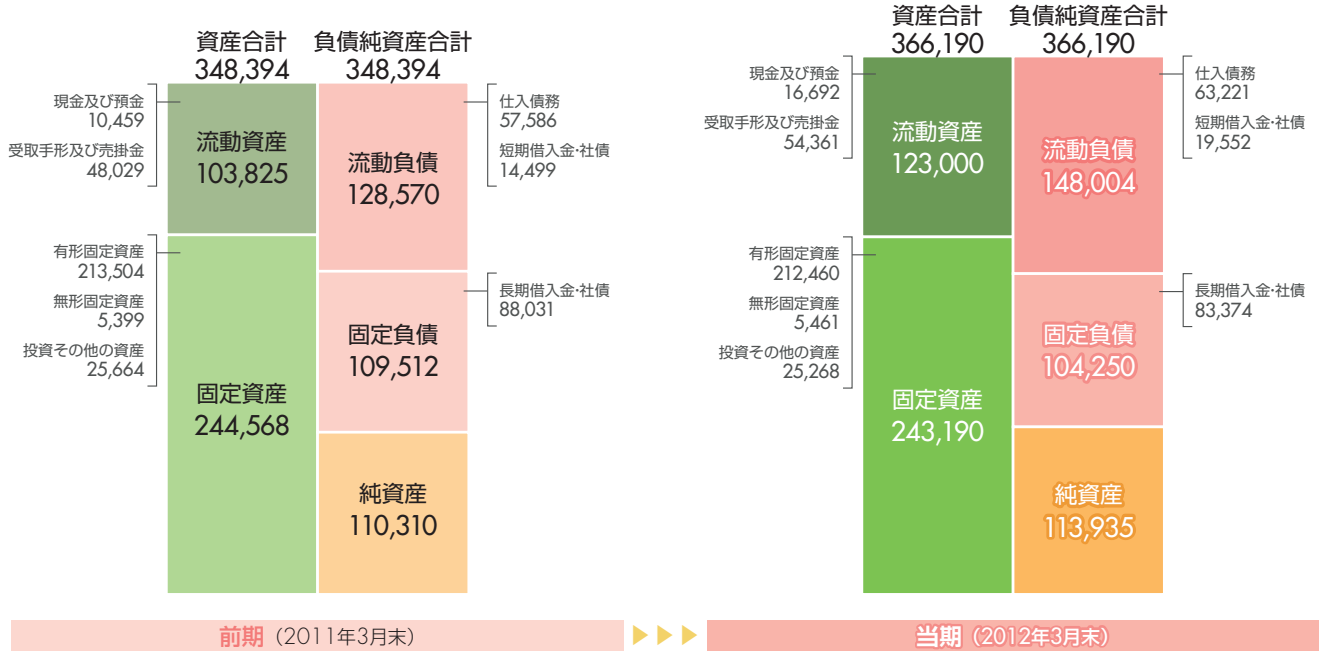 資産合計
348,394
負債純資産合計
348,394
現金及び預金
10,459
受取手形及び売掛金
48,029
流動資産
103,825
有形固定資産
213,504
無形固定資産
5,399
投資その他の資産
25,664
固定資産
244,568
流動負債
128,570
仕入債務
57,586
短期借入金・社債
14,499
固定負債
109,512
長期借入金・社債
88,031
純資産
110,310
前期（2011年3月末）
資産合計
366,190
負債純資産合計
366,190
現金及び預金
16,692
受取手形及び売掛金
54,361
流動資産
123,000
有形固定資産
212,460
無形固定資産
5,461
投資その他の資産
25,268
固定資産
243,190
流動負債
148,004
仕入債務
63,221
短期借入金・社債
19,552
固定負債
104,250
長期借入金・社債
83,374
純資産
113,935
当期（2012年3月末）